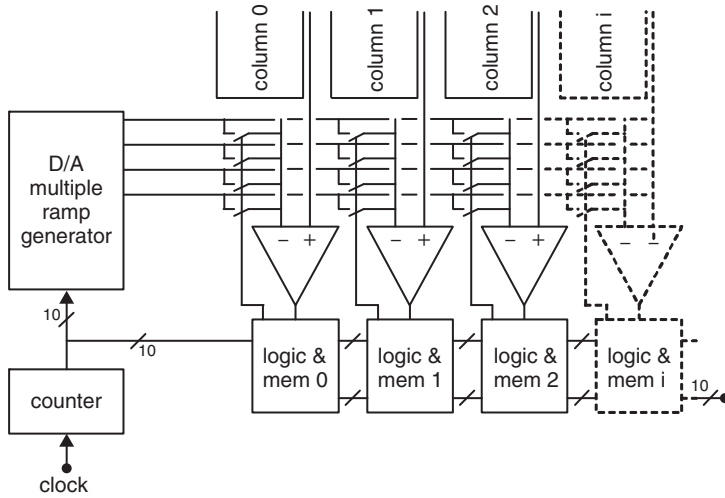 column 0
column 1
column 2
column i
D/A
multiple
ramp
generator
− +
− +
− +
− −
10
10
logic &
mem 0
logic &
mem 1
logic &
mem 2
logic &
mem i
10
counter
clock